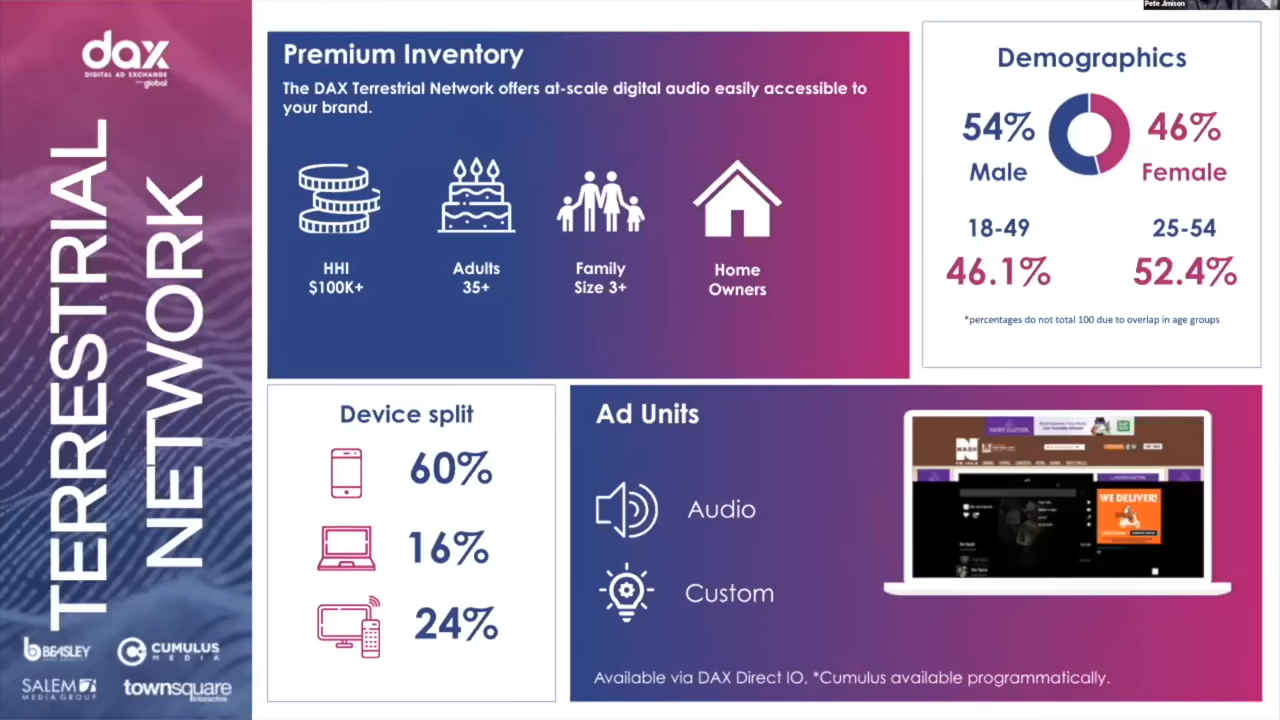 Pete Jimison
dax
DIGITAL AD EXCHANGE
global
TERRESTRIAL
NETWORK
BEASLEY
CUMULUS
MEDIA
SALEM
MEDIA GROUP
townsquare
interactive
Premium Inventory
The DAX Terrestrial Network offers at-scale digital audio easily accessible to
your brand.
HHI
$100K+
Adults
35+
Family
Size 3+
Home
Owners
Demographics
54%
Male
46%
Female
18-49
46.1%
25-54
52.4%
*percentages do not total 100 due to overlap in age groups
Device split
60%
16%
24%
Ad Units
Audio
Custom
NASH
WE DELIVER!
Available via DAX Direct IO, *Cumulus available programmatically.